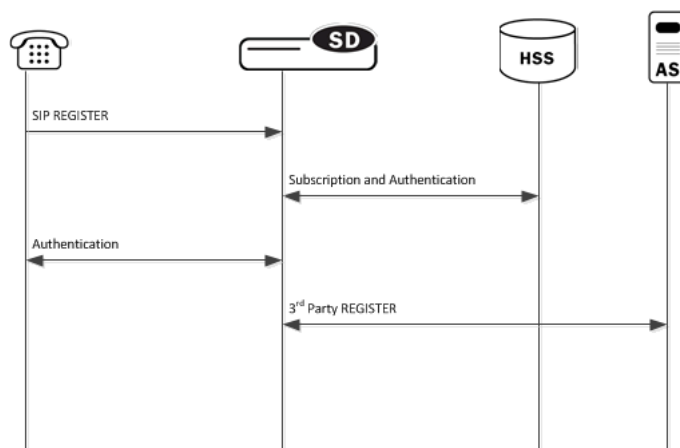 SD
HSS
AS
SIP REGISTER
Subscription and Authentication
Authentication
3rd Party REGISTER